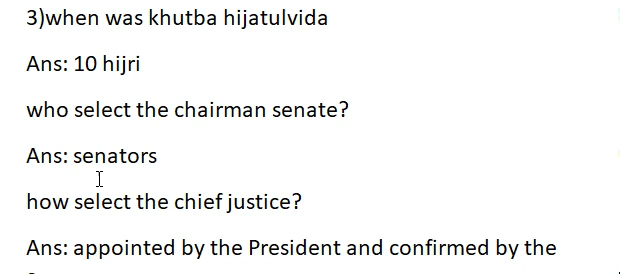 3)when was khutba hijatulvida
Ans: 10 hijri
who select the chairman senate?
Ans: senators
how select the chief justice?
Ans: appointed by the President and confirmed by the